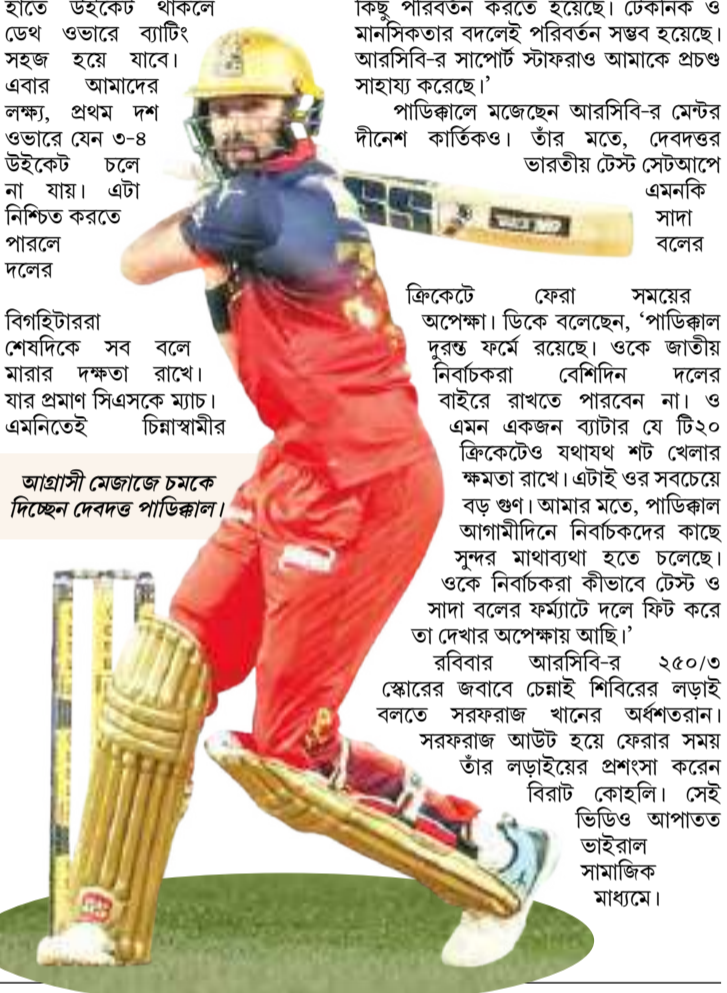 হাতে উইকেট থাকলে
ডেথ ওভারে ব্যাটিং
সহজ হয়ে যাবে।
এবার আমাদের
লক্ষ্য, প্রথম দশ
ওভারে যেন ৩-৪
উইকেট চলে
না যায়। এটা
নিশ্চিত করতে
পারলে
দলের
বিগহিটাররা
শেষদিকে সব বলে
মারার দক্ষতা রাখে।
যার প্রমাণ সিএসকে ম্যাচ।
এমনিতেই চিন্নাস্বামীর
আগ্রাসী মেজাজে চমকে
দিচ্ছেন দেবদত্ত পাডিক্কাল।
কিছু পরিবর্তন করতে হয়েছে। টেকনিক ও
মানসিকতার বদলেই পরিবর্তন সম্ভব হয়েছে।
আরসিবি-র সাপোর্ট স্টাফরাও আমাকে প্রচণ্ড
সাহায্য করেছে।’
পাডিক্কালে মজেছেন আরসিবি-র মেন্টর
দীনেশ কার্তিকও। তাঁর মতে, দেবদত্তর
ভারতীয় টেস্ট সেটআপে
এমনকি
সাদা
বলের
ক্রিকেটে ফেরা সময়ের
অপেক্ষা। ডিকে বলেছেন, ‘পাডিক্কাল
দুরন্ত ফর্মে রয়েছে। ওকে জাতীয়
নির্বাচকরা বেশিদিন দলের
বাইরে রাখতে পারবেন না। ও
এমন একজন ব্যাটার যে টি২০
ক্রিকেটেও যথাযথ শট খেলার
ক্ষমতা রাখে। এটাই ওর সবচেয়ে
বড় গুণ। আমার মতে, পাডিক্কাল
আগামীদিনে নির্বাচকদের কাছে
সুন্দর মাথাব্যথা হতে চলেছে।
ওকে নির্বাচকরা কীভাবে টেস্ট ও
সাদা বলের ফর্ম্যাটে দলে ফিট করে
তা দেখার অপেক্ষায় আছি।’
রবিবার আরসিবি-র ২৫০/৩
স্কোরের জবাবে চেন্নাই শিবিরের লড়াই
বলতে সরফরাজ খানের অর্ধশতরান।
সরফরাজ আউট হয়ে ফেরার সময়
তাঁর লড়াইয়ের প্রশংসা করেন
বিরাট কোহলি। সেই
ভিডিও আপাতত
ভাইরাল
সামাজিক
মাধ্যমে।